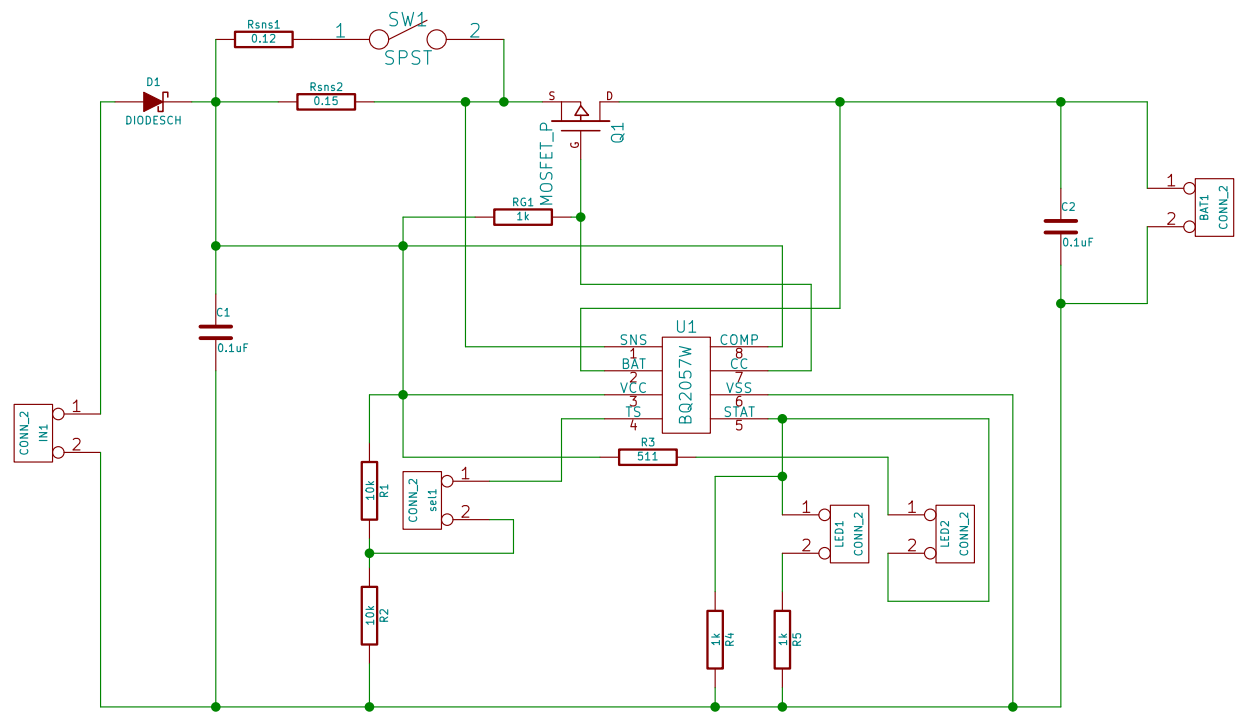 Rsns1
0.12
1
SW1
2
SPST
D1
DIODESCH
Rsns2
0.15
S
D
G
MOSFET_P
Q1
RG1
1k
C2
0.1uF
1
2
BAT1
CONN_2
C1
0.1uF
U1
BQ2057W
SNS
1
BAT
2
VCC
3
TS
4
COMP
8
CC
7
VSS
6
STAT
5
CONN_2
IN1
1
2
R3
511
10k
R1
CONN_2
sel1
1
2
1
2
LED1
CONN_2
1
2
LED2
CONN_2
10k
R2
1k
R4
1k
R5